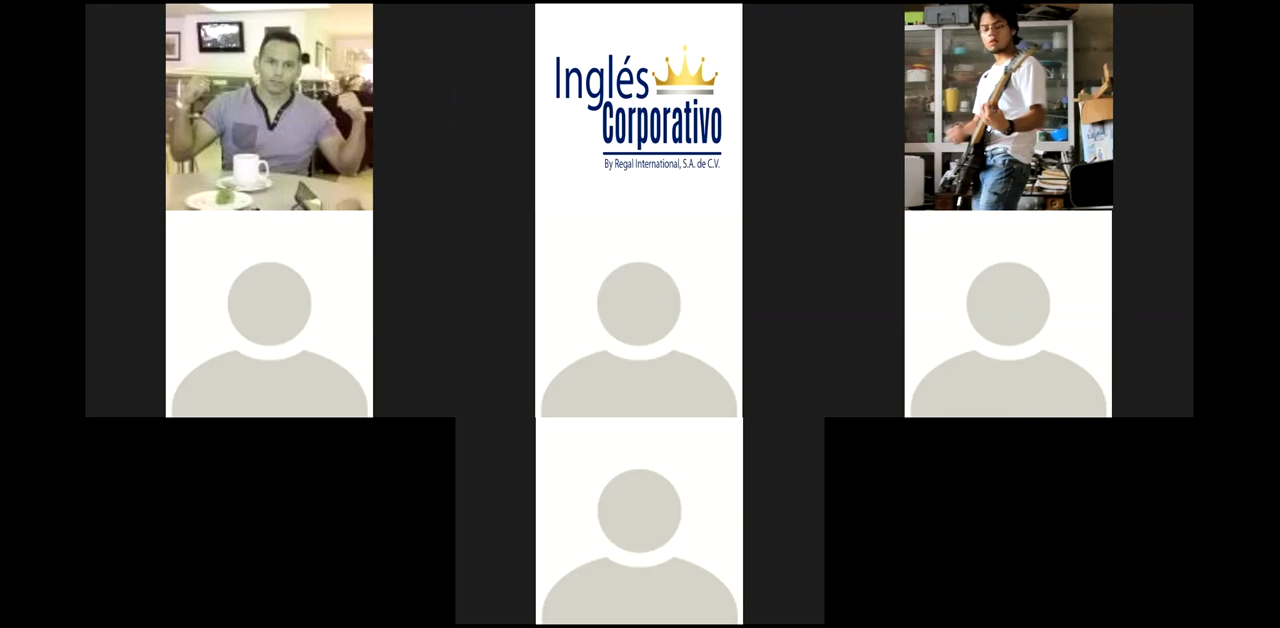 Inglés
Corporativo
By Regal International, S.A. de C.V.